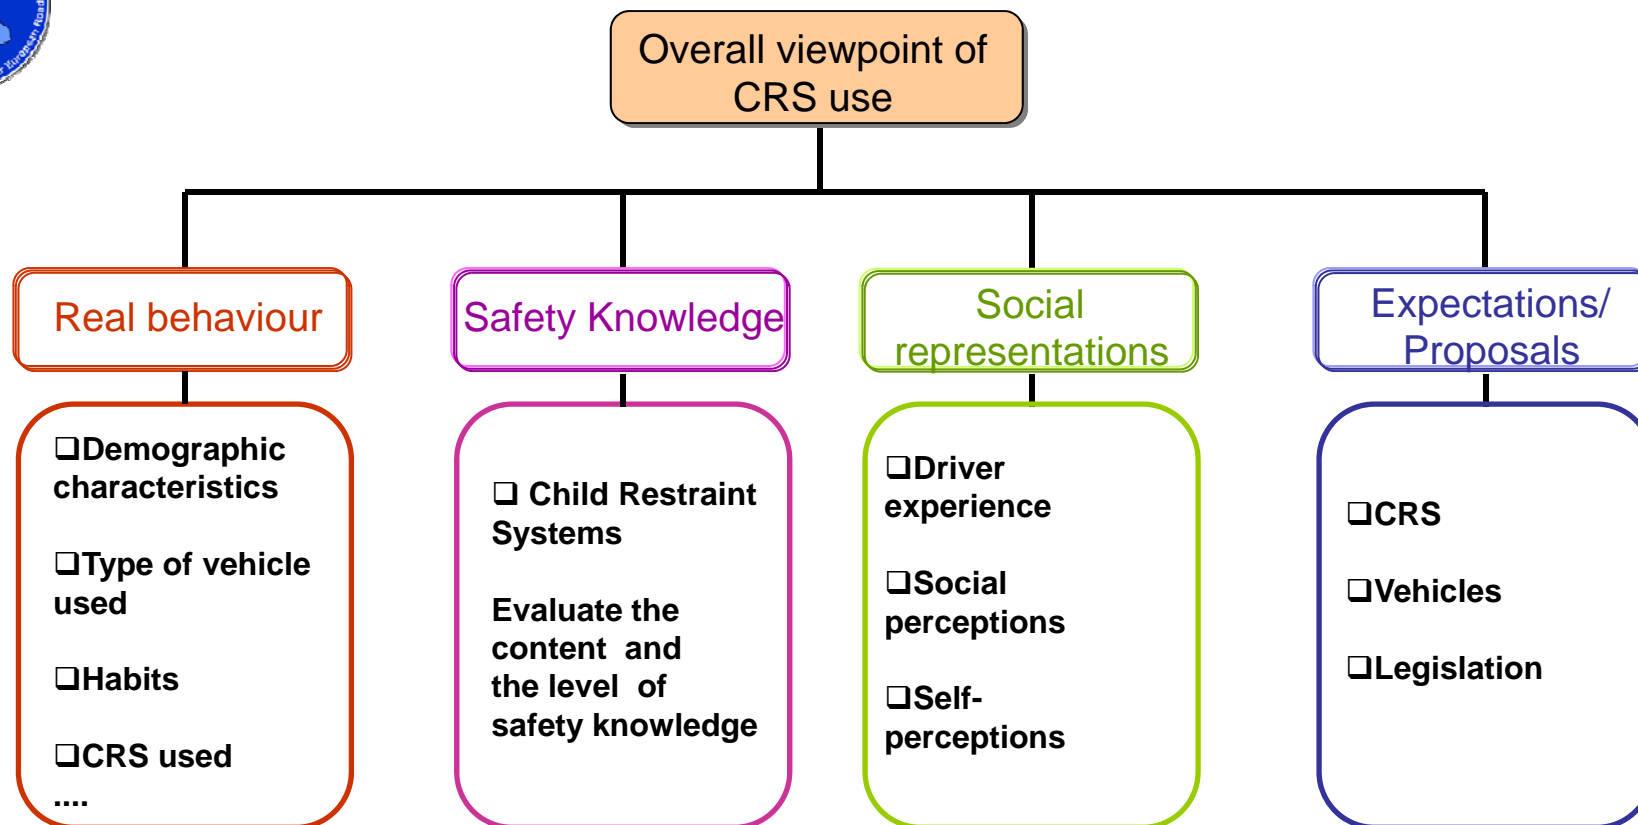 European Road
Overall viewpoint of
CRS use
Real behaviour
❑Demographic
characteristics
❑Type of vehicle
used
❑Habits
❑CRS used
....
Safety Knowledge
❑ Child Restraint
Systems
Evaluate the
content and
the level of
safety knowledge
Social
representations
❑Driver
experience
❑Social
perceptions
❑Self-
perceptions
Expectations/
Proposals
❑CRS
❑Vehicles
❑Legislation